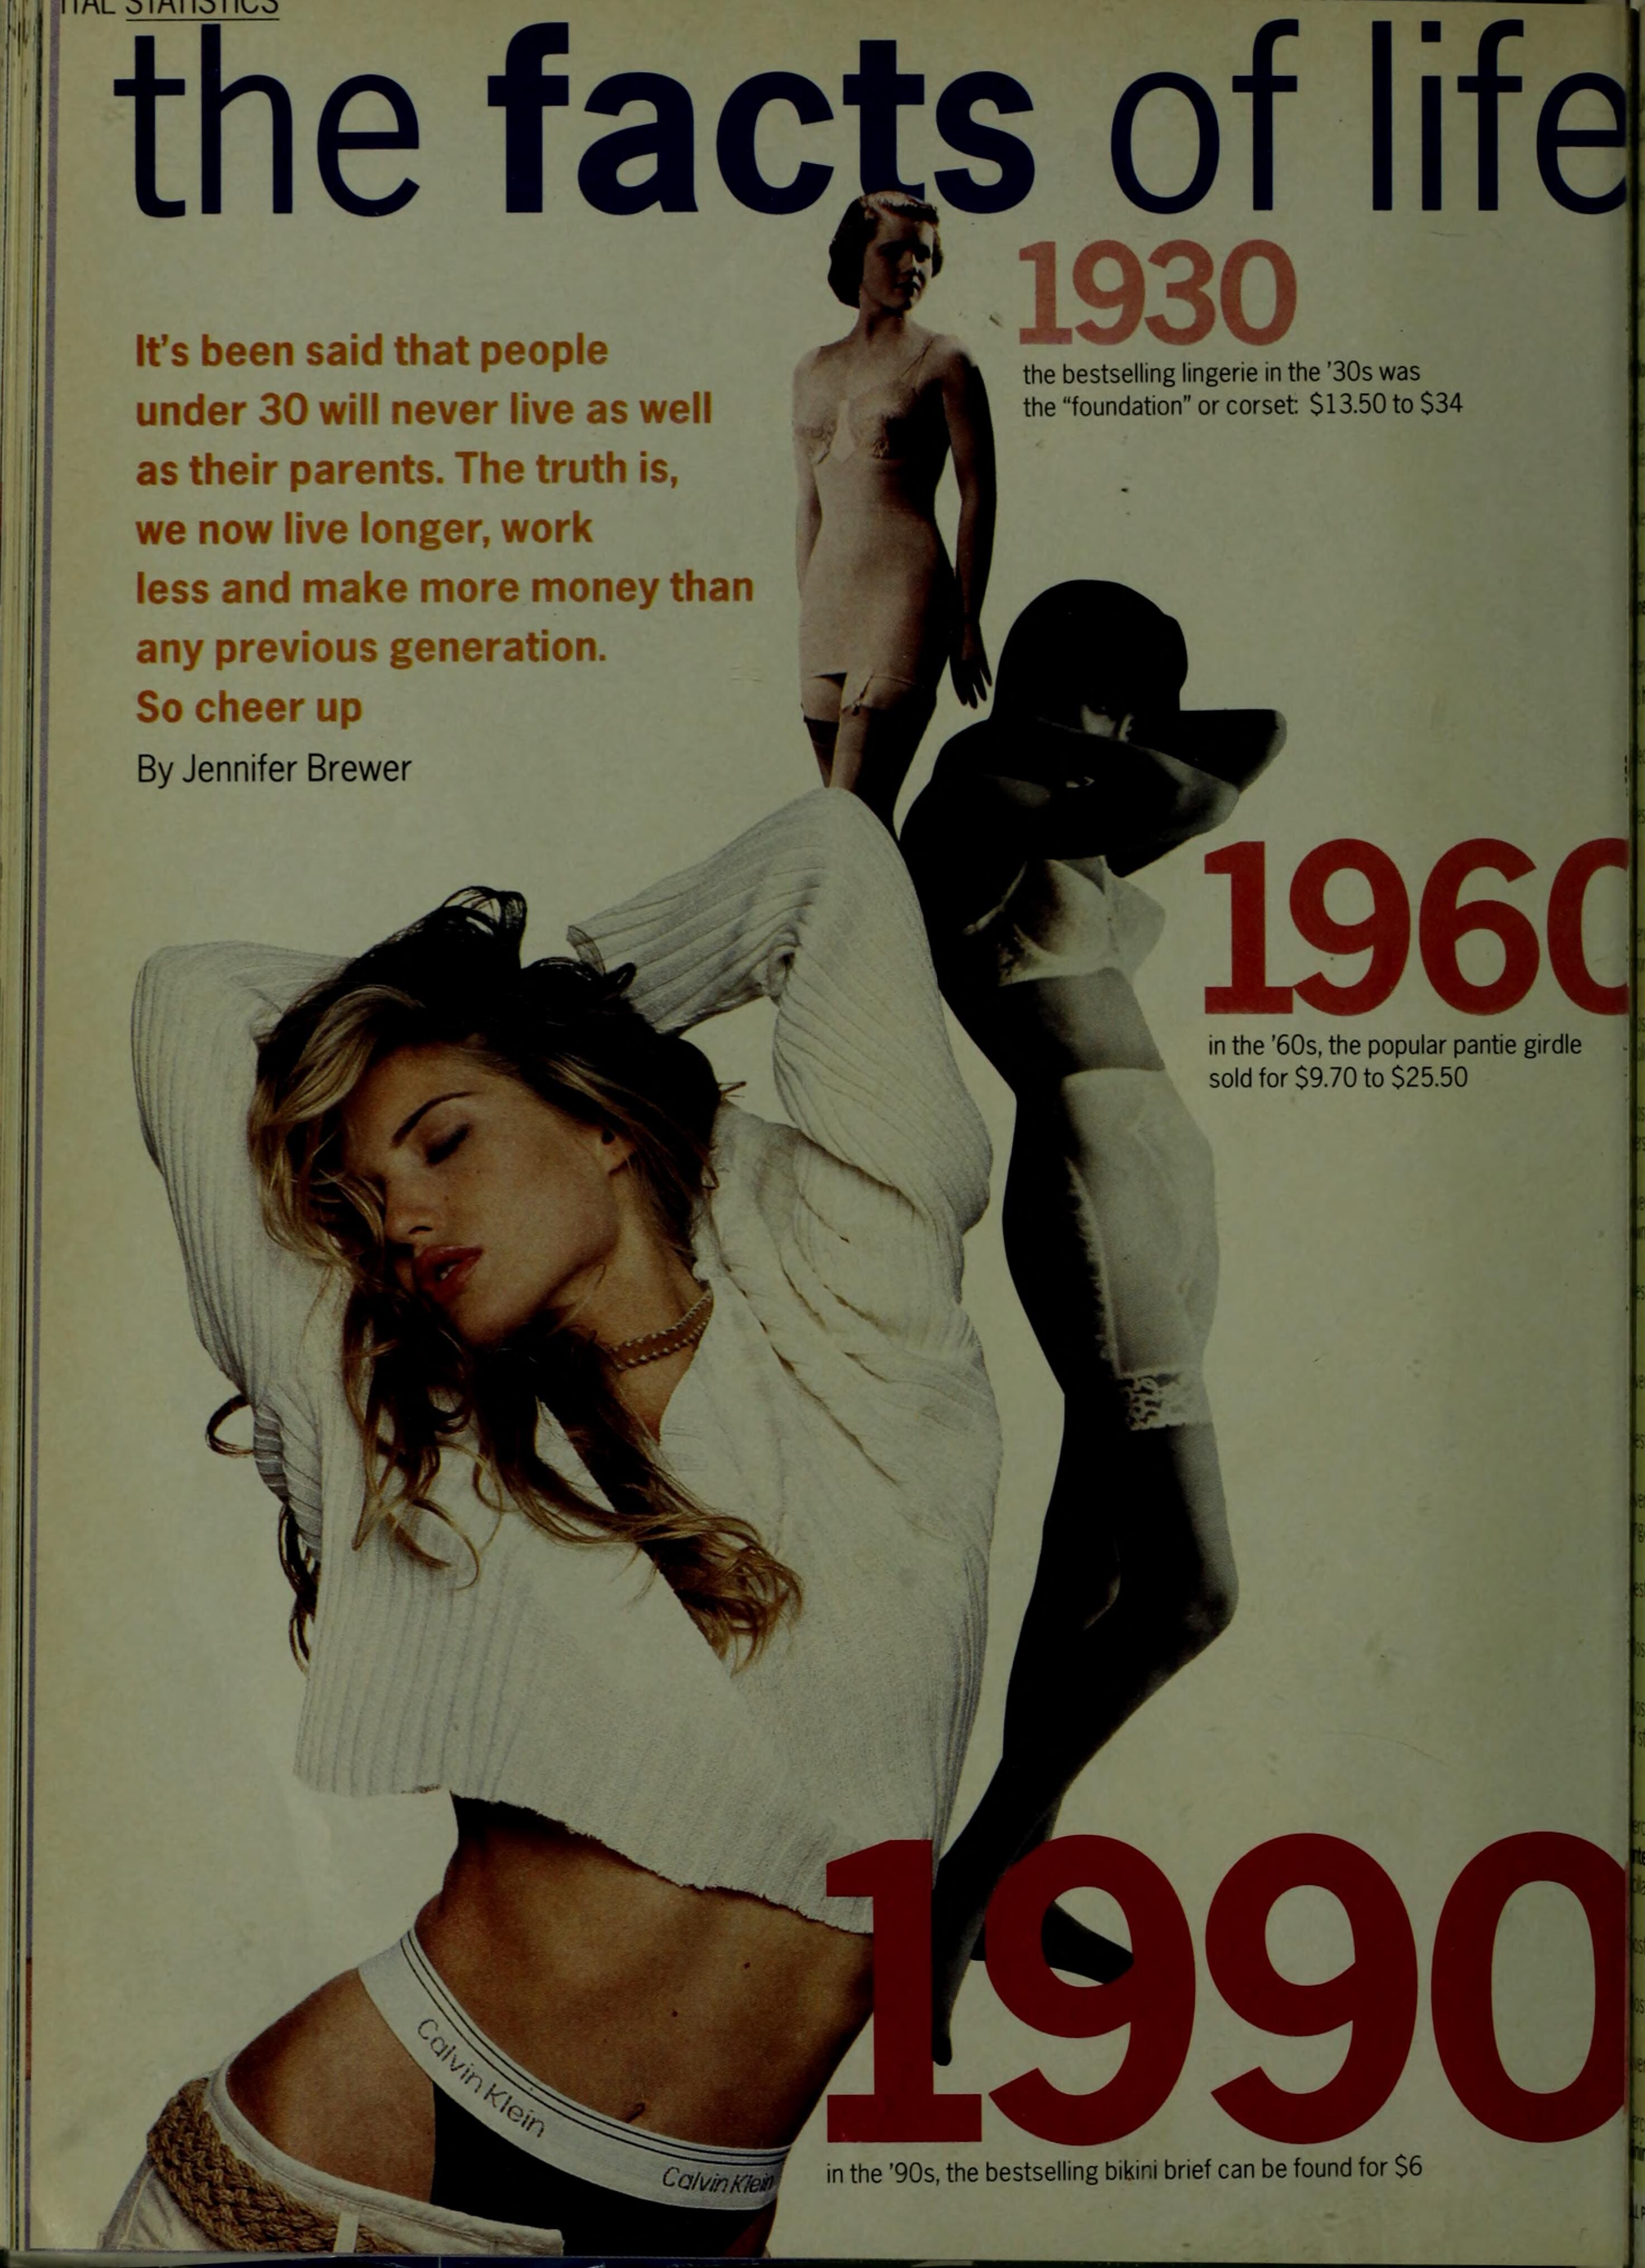 ITAL STATISTICS
the facts of life
1930
the bestselling lingerie in the ’30s was
the “foundation” or corset: $13.50 to $34
It’s been said that people
under 30 will never live as well
as their parents. The truth is,
we now live longer, work
less and make more money than
any previous generation.
So cheer up
By Jennifer Brewer
1960
in the ’60s, the popular pantie girdle
sold for $9.70 to $25.50
1990
in the ’90s, the bestselling bikini brief can be found for $6
Calvin Klein
Calvin Klein